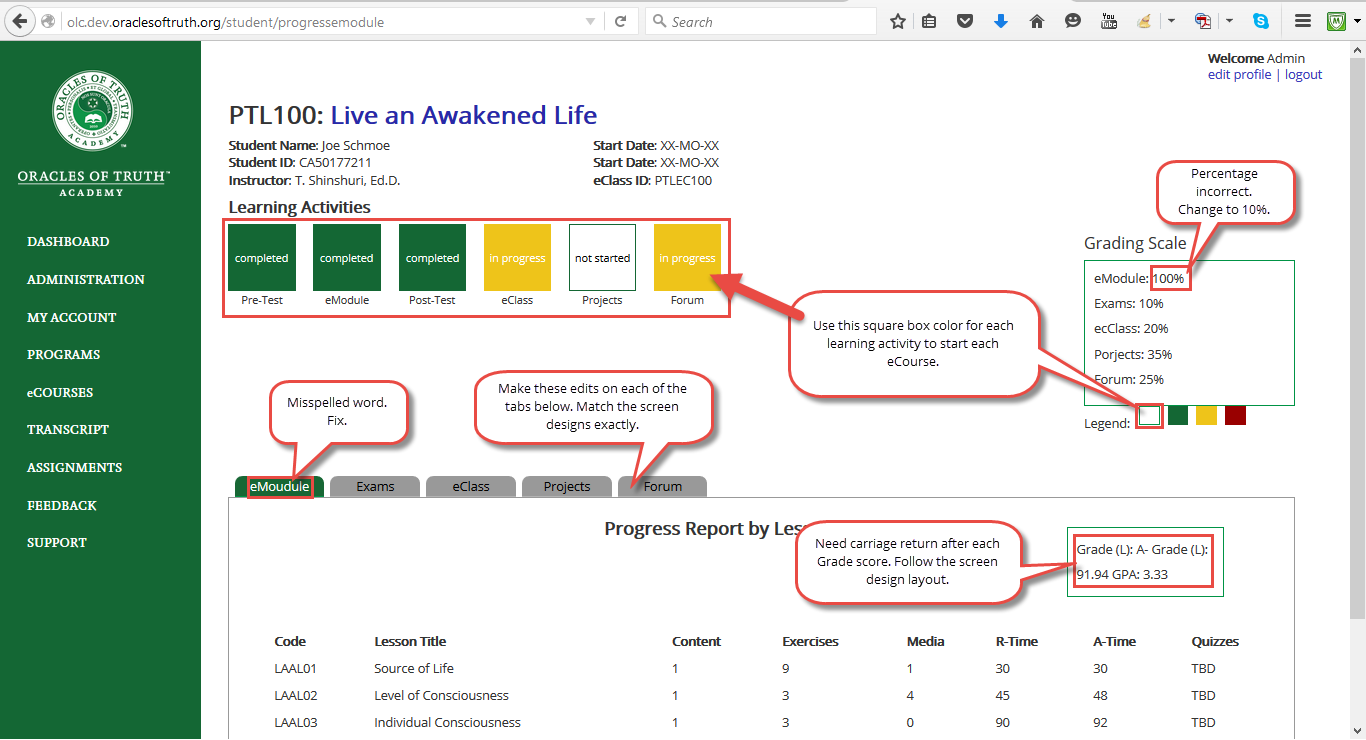 olc.dev.oraclesoftruth.org/student/progressemodule
Search
You
Tube
Welcome Admin
edit profile | logout
ORACLES OF TRUTH
ACADEMY
ORACLES OF TRUTH™
ACADEMY
DASHBOARD
ADMINISTRATION
MY ACCOUNT
PROGRAMS
eCOURSES
TRANSCRIPT
ASSIGNMENTS
FEEDBACK
SUPPORT
PTL100: Live an Awakened Life
Student Name: Joe Schmoe
Start Date: XX-MO-XX
Student ID: CA50177211
Start Date: XX-MO-XX
Instructor: T. Shinshuri, Ed.D.
eClass ID: PTLEC100
Learning Activities
completed completed completed in progress not started in progress
Pre-Test eModule Post-Test eClass Projects Forum
Percentage
incorrect.
Change to 10%.
Grading Scale
eModule: 100%
Exams: 10%
ecClass: 20%
Porjects: 35%
Forum: 25%
Legend:
Use this square box color for each
learning activity to start each
eCourse.
Misspelled word.
Fix.
Make these edits on each of the
tabs below. Match the screen
designs exactly.
eMoudule Exams eClass Projects Forum
Progress Report by Les
Need carriage return after each
Grade score. Follow the screen
design layout.
Grade (L): A- Grade (L):
91.94 GPA: 3.33
Code Lesson Title Content Exercises Media R-Time A-Time Quizzes
LAAL01 Source of Life 1 9 1 30 30 TBD
LAAL02 Level of Consciousness 1 3 4 45 48 TBD
LAAL03 Individual Consciousness 1 3 0 90 92 TBD